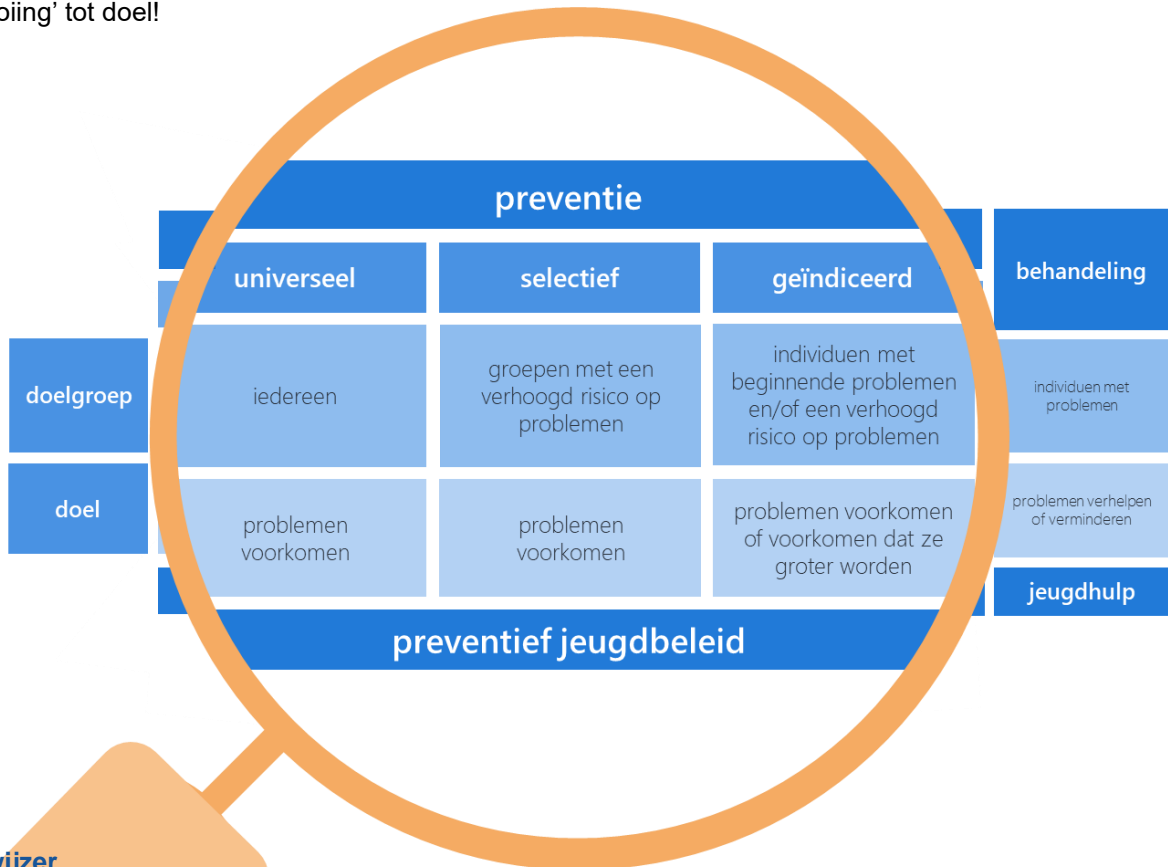 oiing’ tot doel!
preventie
universeel
selectief
geïndiceerd
behandeling
doelgroep
iedereen
groepen met een
verhoogd risico op
problemen
individuen met
beginnende problemen
en/of een verhoogd
risico op problemen
individuen met
problemen
doel
problemen
voorkomen
problemen
voorkomen
problemen voorkomen
of voorkomen dat ze
groter worden
problemen verhelpen
of verminderen
jeugdhulp
preventief jeugdbeleid
wijzer